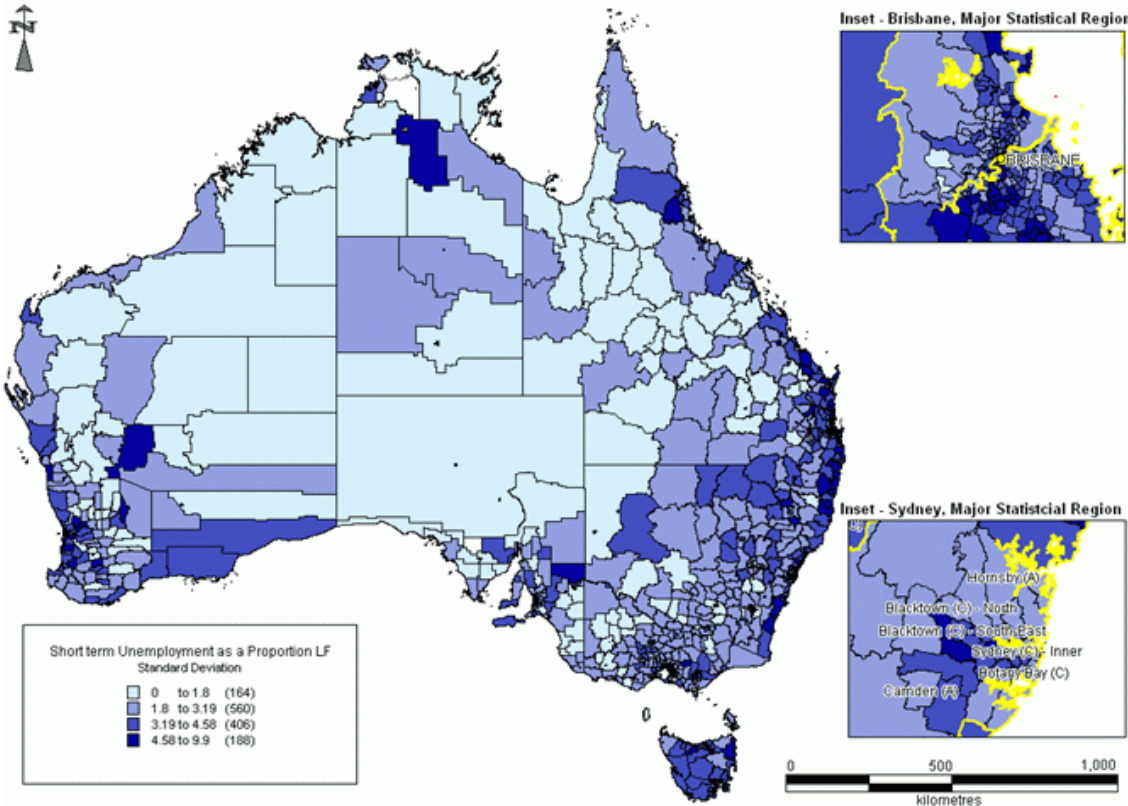 N
Inset - Brisbane, Major Statistical Region
BRISBANE
Inset - Sydney, Major Statistcial Region
Hornsby (A)
Blacktown (C) - North
Blacktown (C) - South East
Sydney (C) - Inner
Botany Bay (C)
Camden (A)
Short term Unemployment as a Proportion LF
Standard Deviation
0 to 1.8 (164)
1.8 to 3.19 (560)
3.19 to 4.58 (406)
4.58 to 9.9 (188)
0 500 1,000
kilometres